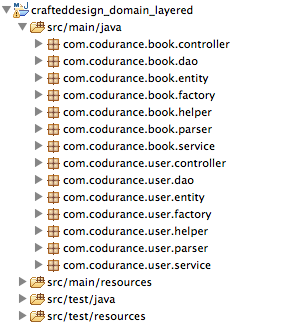 crafteddesign_domain_layered
src/main/java
com.codurance.book.controller
com.codurance.book.dao
com.codurance.book.entity
com.codurance.book.factory
com.codurance.book.helper
com.codurance.book.parser
com.codurance.book.service
com.codurance.user.controller
com.codurance.user.dao
com.codurance.user.entity
com.codurance.user.factory
com.codurance.user.helper
com.codurance.user.parser
com.codurance.user.service
src/main/resources
src/test/java
src/test/resources